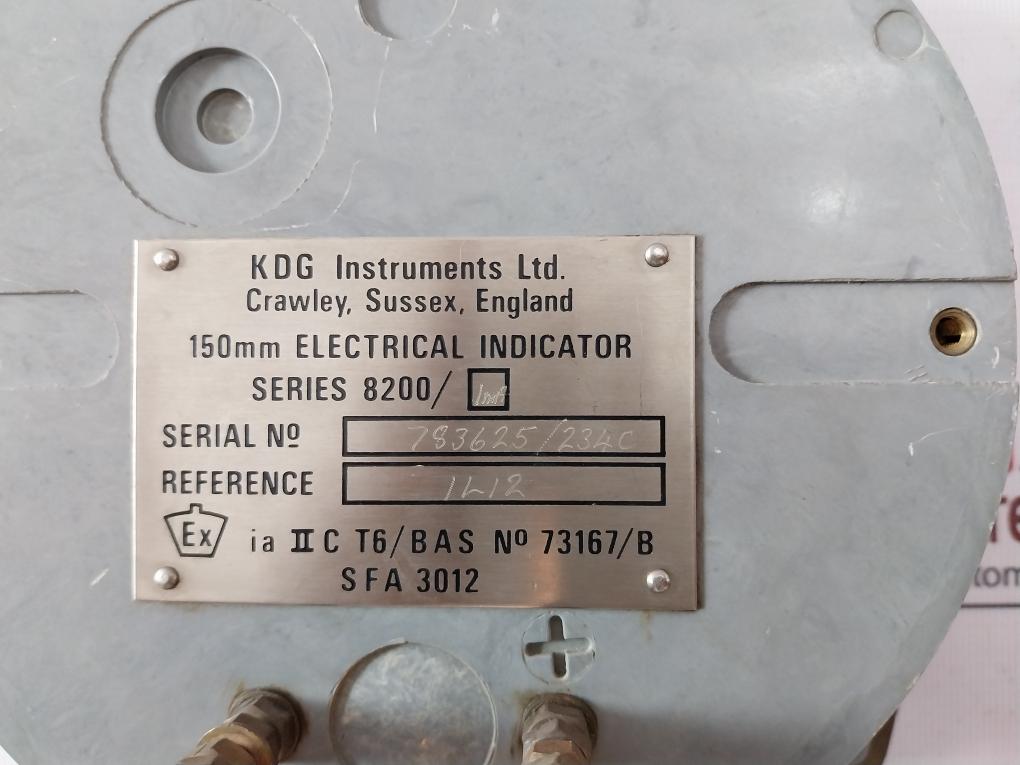 KDG Instruments Ltd.
Crawley, Sussex, England
150mm ELECTRICAL INDICATOR
SERIES 8200/ 1mA
SERIAL Nº 783625/234C
REFERENCE 1L12
Ex ia II C T6/BAS Nº 73167/B
SFA 3012